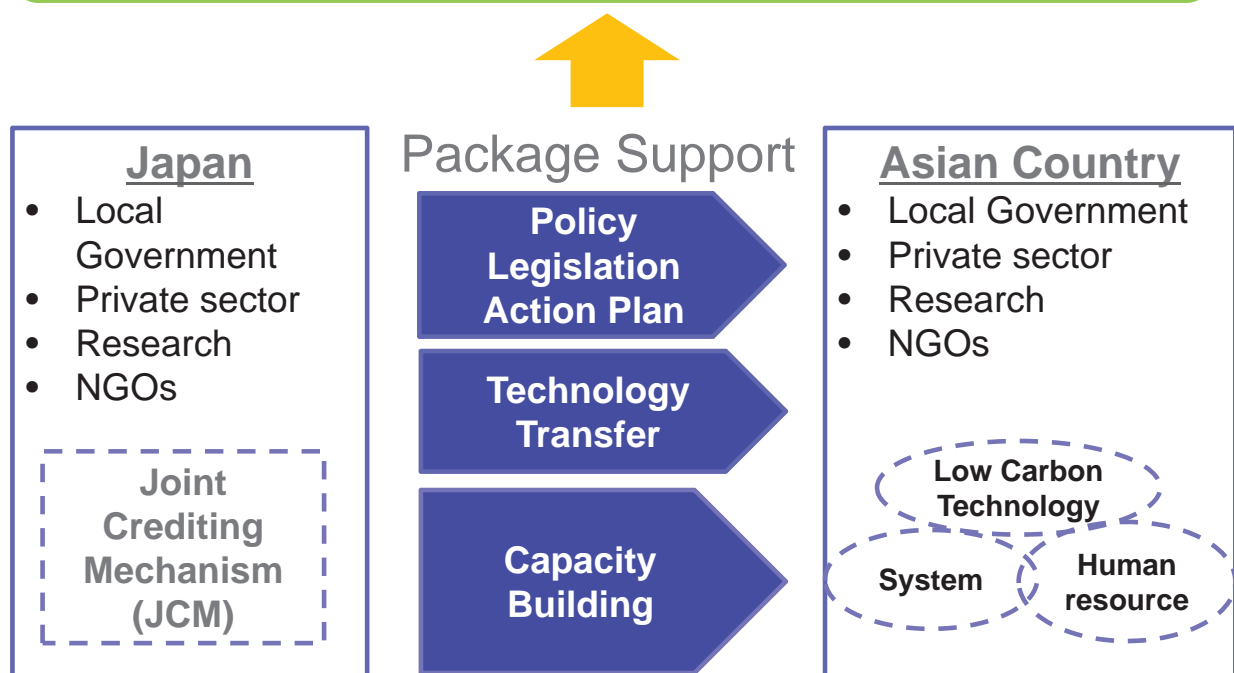 Japan
• Local
Government
• Private sector
• Research
• NGOs
Joint
Crediting
Mechanism
(JCM)
Package Support
Policy
Legislation
Action Plan
Technology
Transfer
Capacity
Building
Asian Country
• Local Government
• Private sector
• Research
• NGOs
Low Carbon
Technology
System
Human
resource